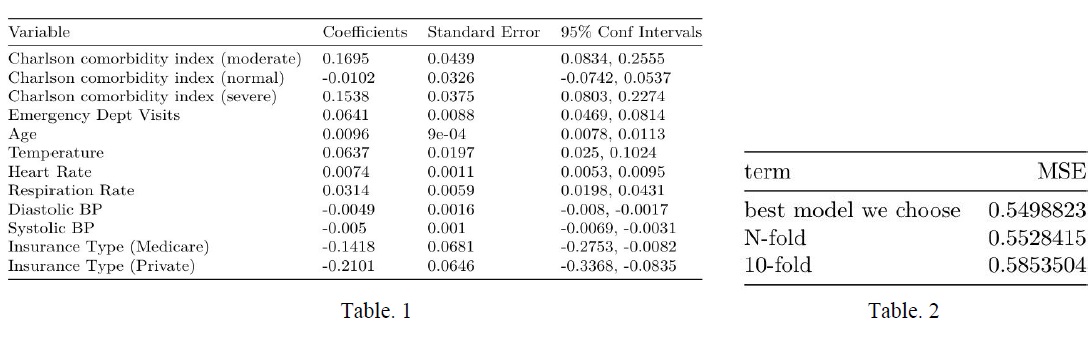 Variable Coefficients Standard Error 95% Conf Intervals
Charlson comorbidity index (moderate) 0.1695 0.0439 0.0834, 0.2555
Charlson comorbidity index (normal) -0.0102 0.0326 -0.0742, 0.0537
Charlson comorbidity index (severe) 0.1538 0.0375 0.0803, 0.2274
Emergency Dept Visits 0.0641 0.0088 0.0469, 0.0814
Age 0.0096 9e-04 0.0078, 0.0113
Temperature 0.0637 0.0197 0.025, 0.1024
Heart Rate 0.0074 0.0011 0.0053, 0.0095
Respiration Rate 0.0314 0.0059 0.0198, 0.0431
Diastolic BP -0.0049 0.0016 -0.008, -0.0017
Systolic BP -0.005 0.001 -0.0069, -0.0031
Insurance Type (Medicare) -0.1418 0.0681 -0.2753, -0.0082
Insurance Type (Private) -0.2101 0.0646 -0.3368, -0.0835
Table. 1
term MSE
best model we choose 0.5498823
N-fold 0.5528415
10-fold 0.5853504
Table. 2